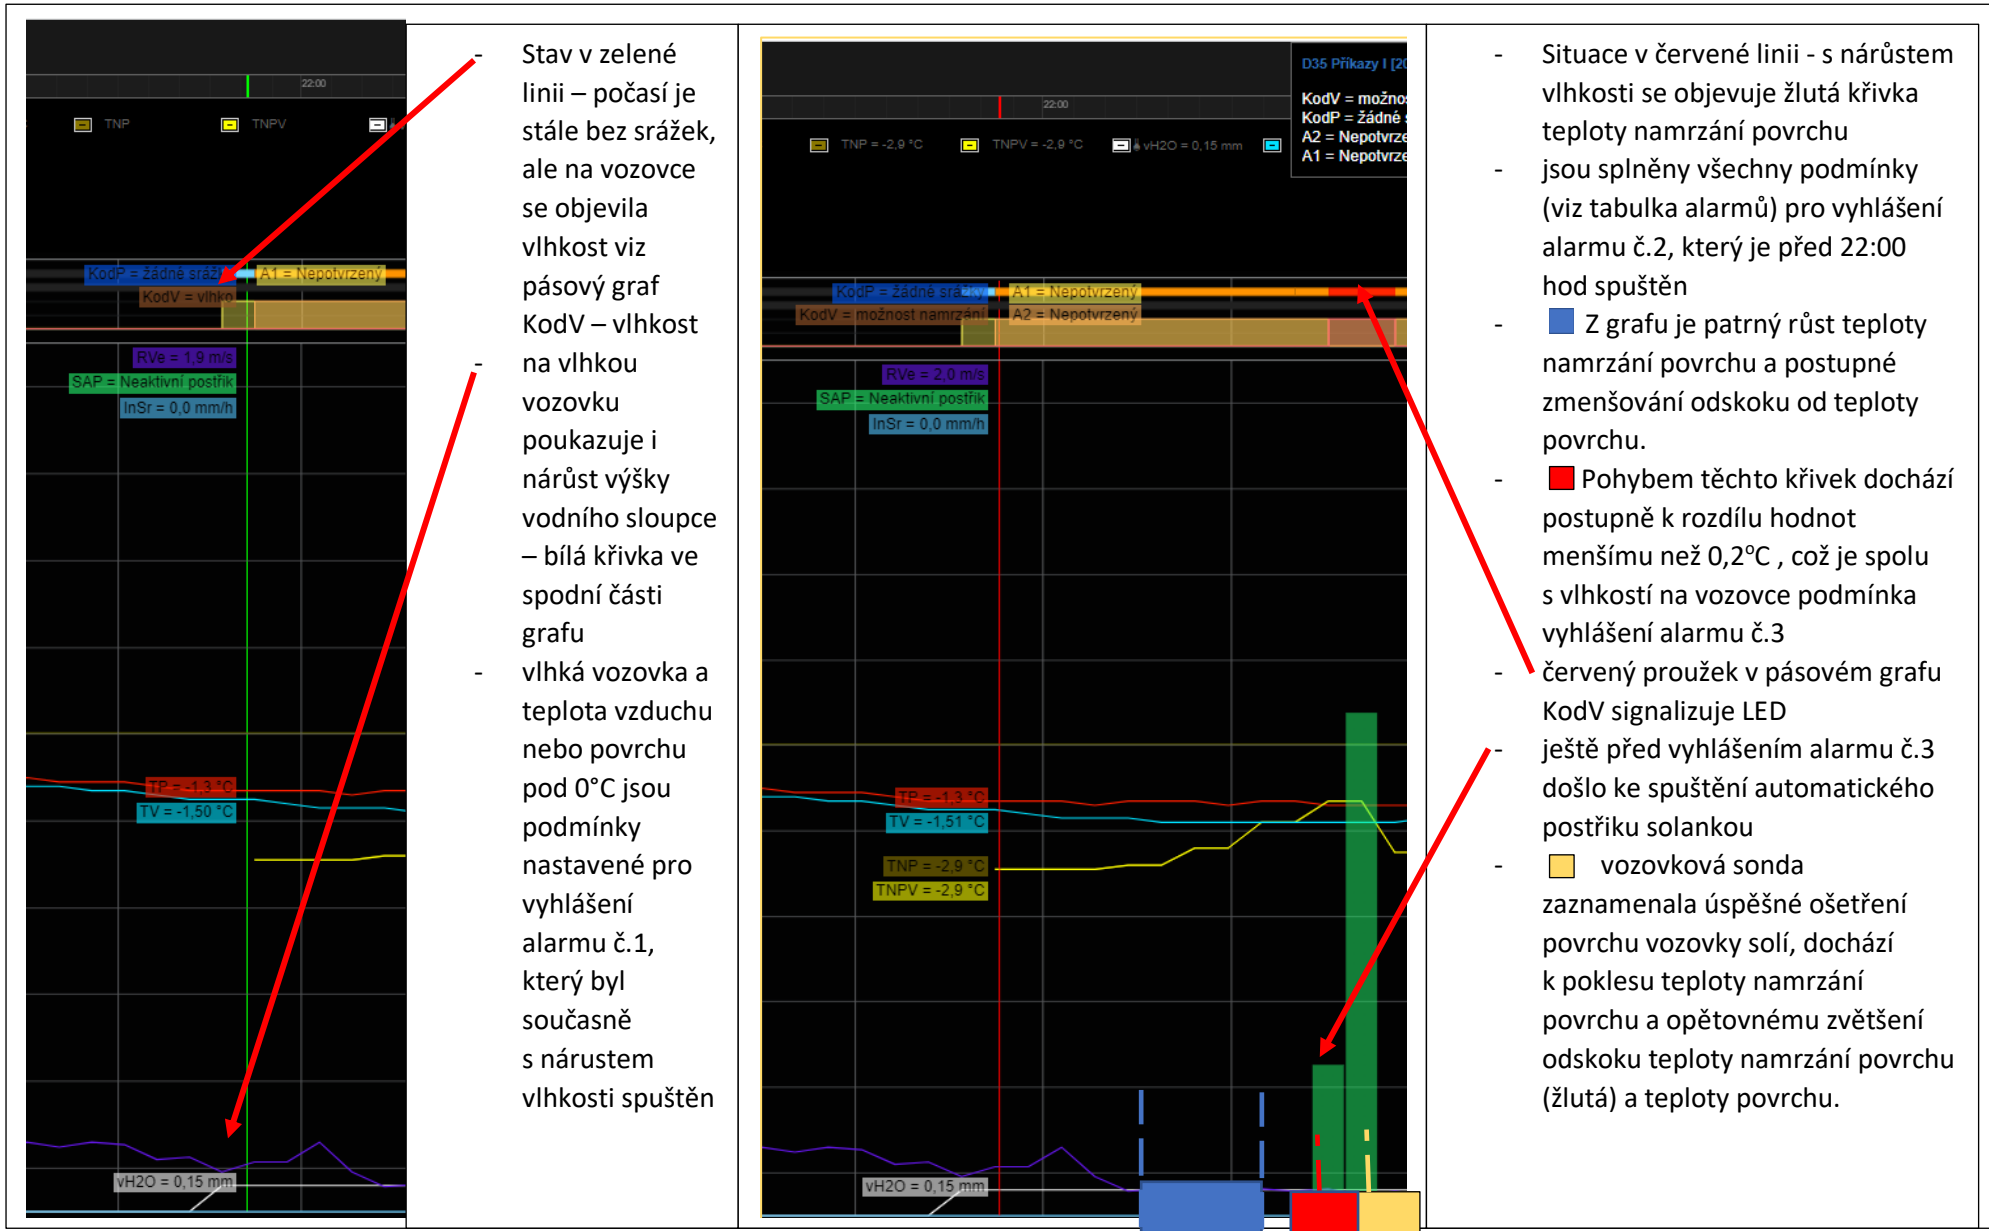 22:00
TNP
TNPV
KodP = žádné srážky
A1 = Nepotvrzený
KodV = vlhko
RVe = 1,9 m/s
SAP = Neaktivní postřik
InSr = 0,0 mm/h
TP = -1,3 °C
TV = -1,50 °C
vH2O = 0,15 mm
- Stav v zelené
linii – počasí je
stále bez srážek,
ale na vozovce
se objevila
vlhkost viz
pásový graf
KodV – vlhkost
- na vlhkou
vozovku
poukazuje i
nárůst výšky
vodního sloupce
– bílá křivka ve
spodní části
grafu
- vlhká vozovka a
teplota vzduchu
nebo povrchu
pod 0°C jsou
podmínky
nastavené pro
vyhlášení
alarmu č.1,
který byl
současně
s nárustem
vlhkosti spuštěn
D35 Příkazy I [20
22:00
KodV = možno
KodP = žádné
A2 = Nepotvrze
A1 = Nepotvrze
TNP = -2,9 °C
TNPV = -2,9 °C
vH2O = 0,15 mm
KodP = žádné srážky
A1 = Nepotvrzený
KodV = možnost namrzání
A2 = Nepotvrzený
RVe = 2,0 m/s
SAP = Neaktivní postřik
InSr = 0,0 mm/h
TP = -1,3 °C
TV = -1,51 °C
TNP = -2,9 °C
TNPV = -2,9 °C
vH2O = 0,15 mm
- Situace v červené linii - s nárůstem
vlhkosti se objevuje žlutá křivka
teploty namrzání povrchu
- jsou splněny všechny podmínky
(viz tabulka alarmů) pro vyhlášení
alarmu č.2, který je před 22:00
hod spuštěn
- Z grafu je patrný růst teploty
namrzání povrchu a postupné
zmenšování odskoku od teploty
povrchu.
- Pohybem těchto křivek dochází
postupně k rozdílu hodnot
menšímu než 0,2°C , což je spolu
s vlhkostí na vozovce podmínka
vyhlášení alarmu č.3
- červený proužek v pásovém grafu
KodV signalizuje LED
- ještě před vyhlášením alarmu č.3
došlo ke spuštění automatického
postřiku solankou
- vozovková sonda
zaznamenala úspěšné ošetření
povrchu vozovky solí, dochází
k poklesu teploty namrzání
povrchu a opětovnému zvětšení
odskoku teploty namrzání povrchu
(žlutá) a teploty povrchu.